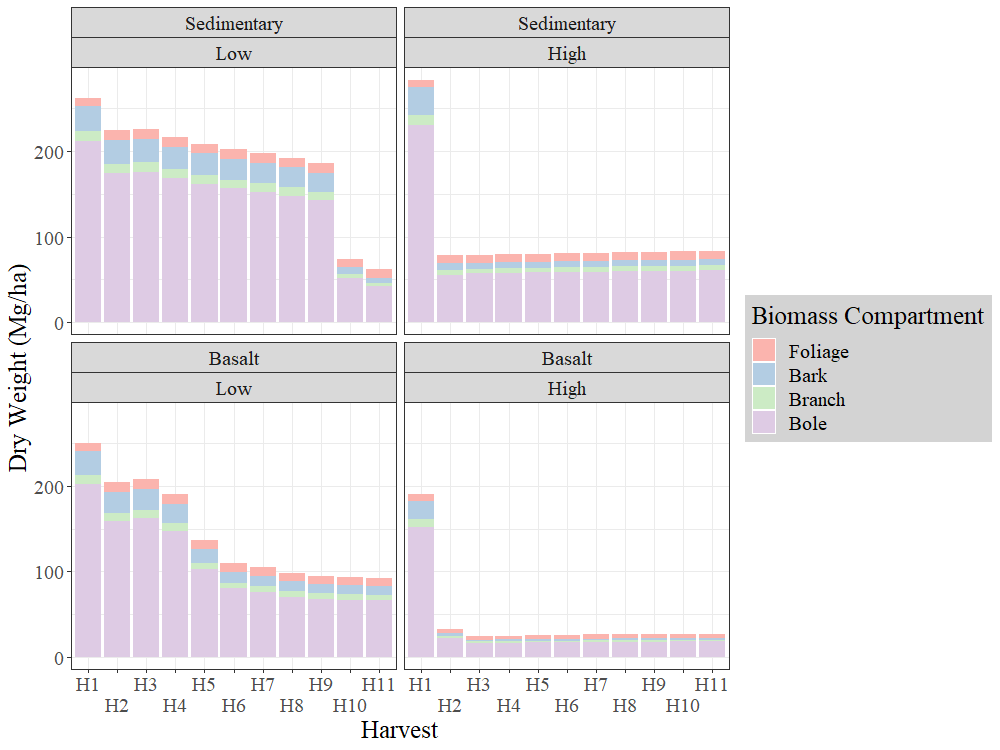 Sedimentary
Sedimentary
Low
High
200
100
0
Basalt
Basalt
Low
High
200
100
0
Dry Weight (Mg/ha)
H1 H3 H5 H7 H9 H11
H2 H4 H6 H8 H10
H1 H3 H5 H7 H9 H11
H2 H4 H6 H8 H10
Harvest
Biomass Compartment
Foliage
Bark
Branch
Bole